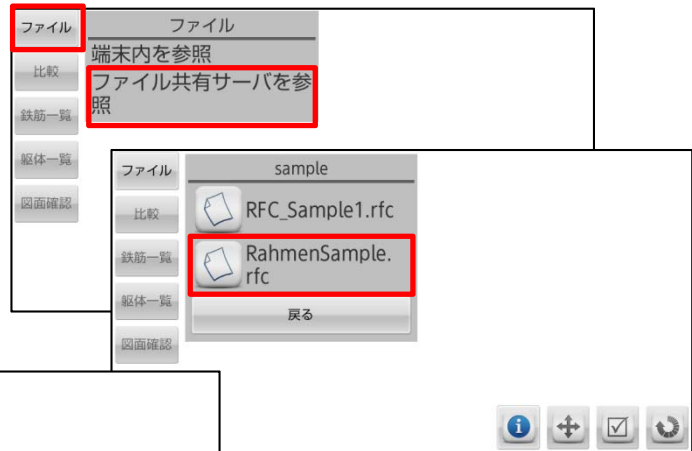 ファイル
ファイル
端末内を参照
比較
ファイル共有サーバを参
照
鉄筋一覧
躯体一覧
図面確認
ファイル
sample
比較
RFC_Sample1.rfc
鉄筋一覧
RahmenSample.
rfc
躯体一覧
戻る
図面確認